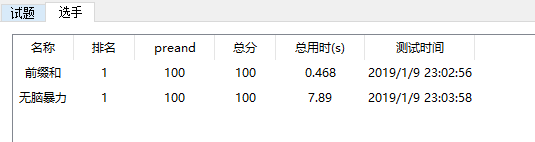 试题 选手
名称 排名 preand 总分 总用时(s) 测试时间
前缀和 1 100 100 0.468 2019/1/9 23:02:56
无脑暴力 1 100 100 7.89 2019/1/9 23:03:58